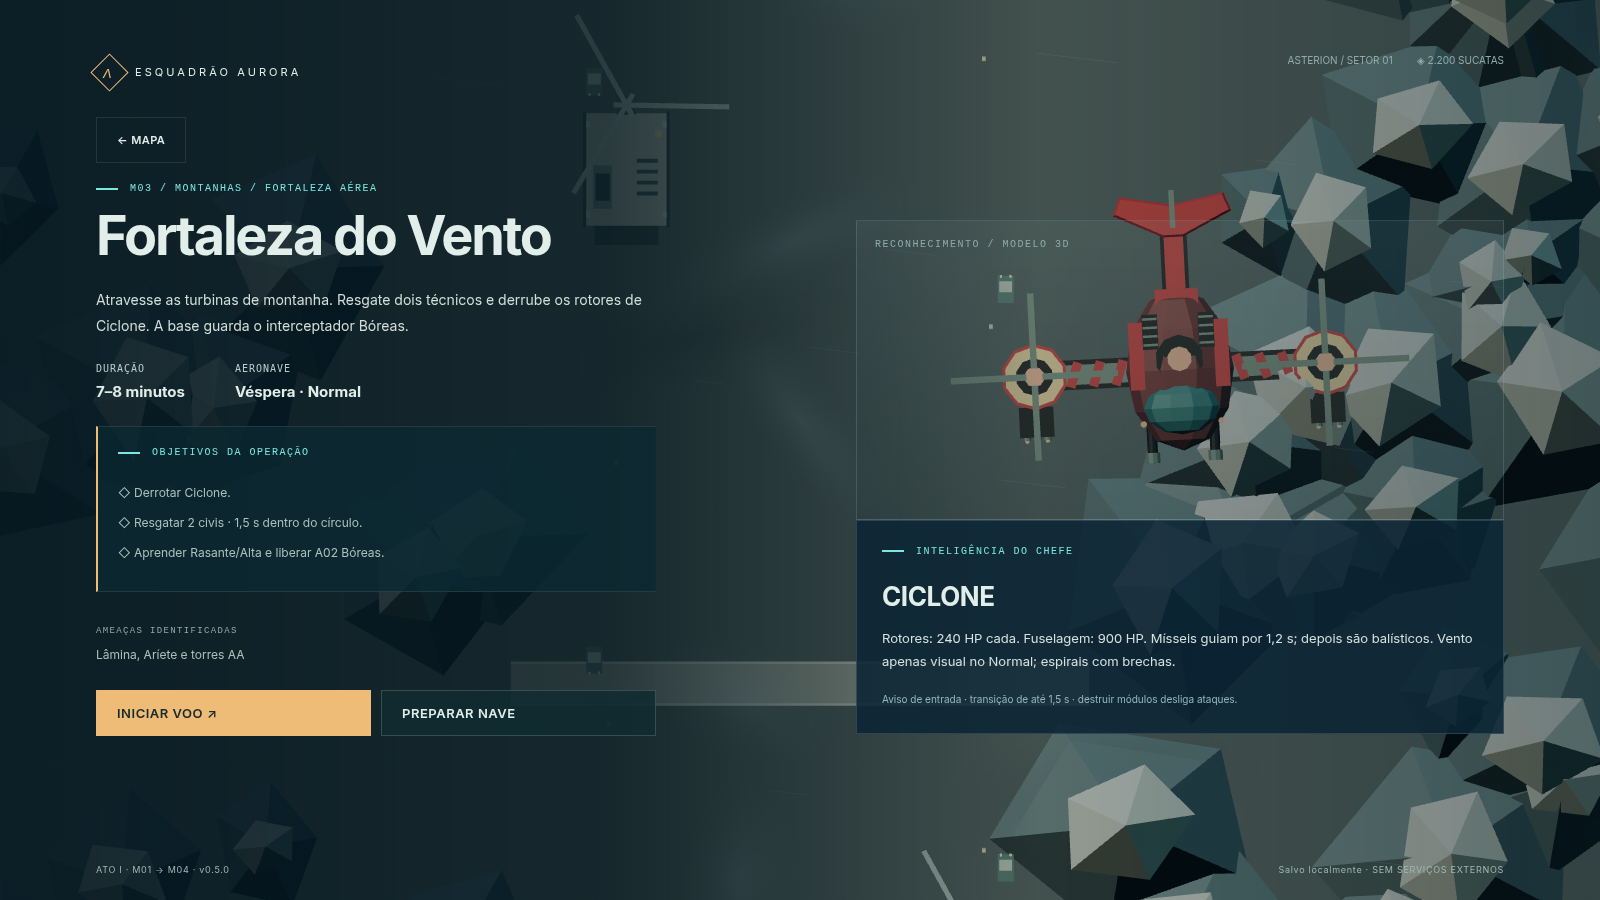 ESQUADRÃO AURORA
ASTERION / SETOR 01 ◈ 2.200 SUCATAS
← MAPA
M03 / MONTANHAS / FORTALEZA AÉREA
Fortaleza do Vento
Atravesse as turbinas de montanha. Resgate dois técnicos e derrube os rotores de
Ciclone. A base guarda o interceptador Bóreas.
DURAÇÃO
7–8 minutos
AERONAVE
Véspera · Normal
OBJETIVOS DA OPERAÇÃO
◇ Derrotar Ciclone.
◇ Resgatar 2 civis · 1,5 s dentro do círculo.
◇ Aprender Rasante/Alta e liberar A02 Bóreas.
AMEAÇAS IDENTIFICADAS
Lâmina, Aríete e torres AA
INICIAR VOO ↗
PREPARAR NAVE
RECONHECIMENTO / MODELO 3D
INTELIGÊNCIA DO CHEFE
CICLONE
Rotores: 240 HP cada. Fuselagem: 900 HP. Mísseis guiam por 1,2 s; depois são balísticos. Vento
apenas visual no Normal; espirais com brechas.
Aviso de entrada · transição de até 1,5 s · destruir módulos desliga ataques.
ATO I · M01 → M04 · v0.5.0
Salvo localmente · SEM SERVIÇOS EXTERNOS